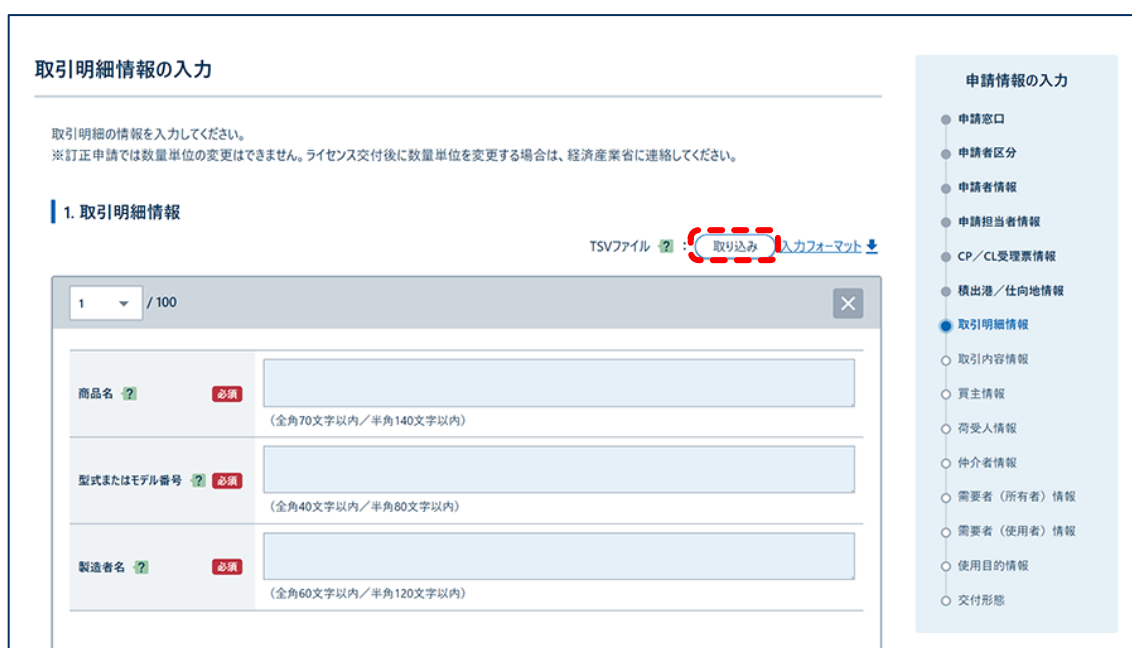 取引明細情報の入力
取引明細の情報を入力してください。
※訂正申請では数量単位の変更はできません。ライセンス交付後に数量単位を変更する場合は、経済産業省に連絡してください。
1. 取引明細情報
TSVファイル ? : 取り込み 入力フォーマット
1 / 100
商品名 ? 必須
(全角70文字以内/半角140文字以内)
型式またはモデル番号 ? 必須
(全角40文字以内/半角80文字以内)
製造者名 ? 必須
(全角60文字以内/半角120文字以内)
申請情報の入力
申請窓口
申請者区分
申請者情報
申請担当者情報
CP/CL受理票情報
積出港/仕向地情報
取引明細情報
取引内容情報
買主情報
荷受人情報
仲介者情報
需要者(所有者)情報
需要者(使用者)情報
使用目的情報
交付形態